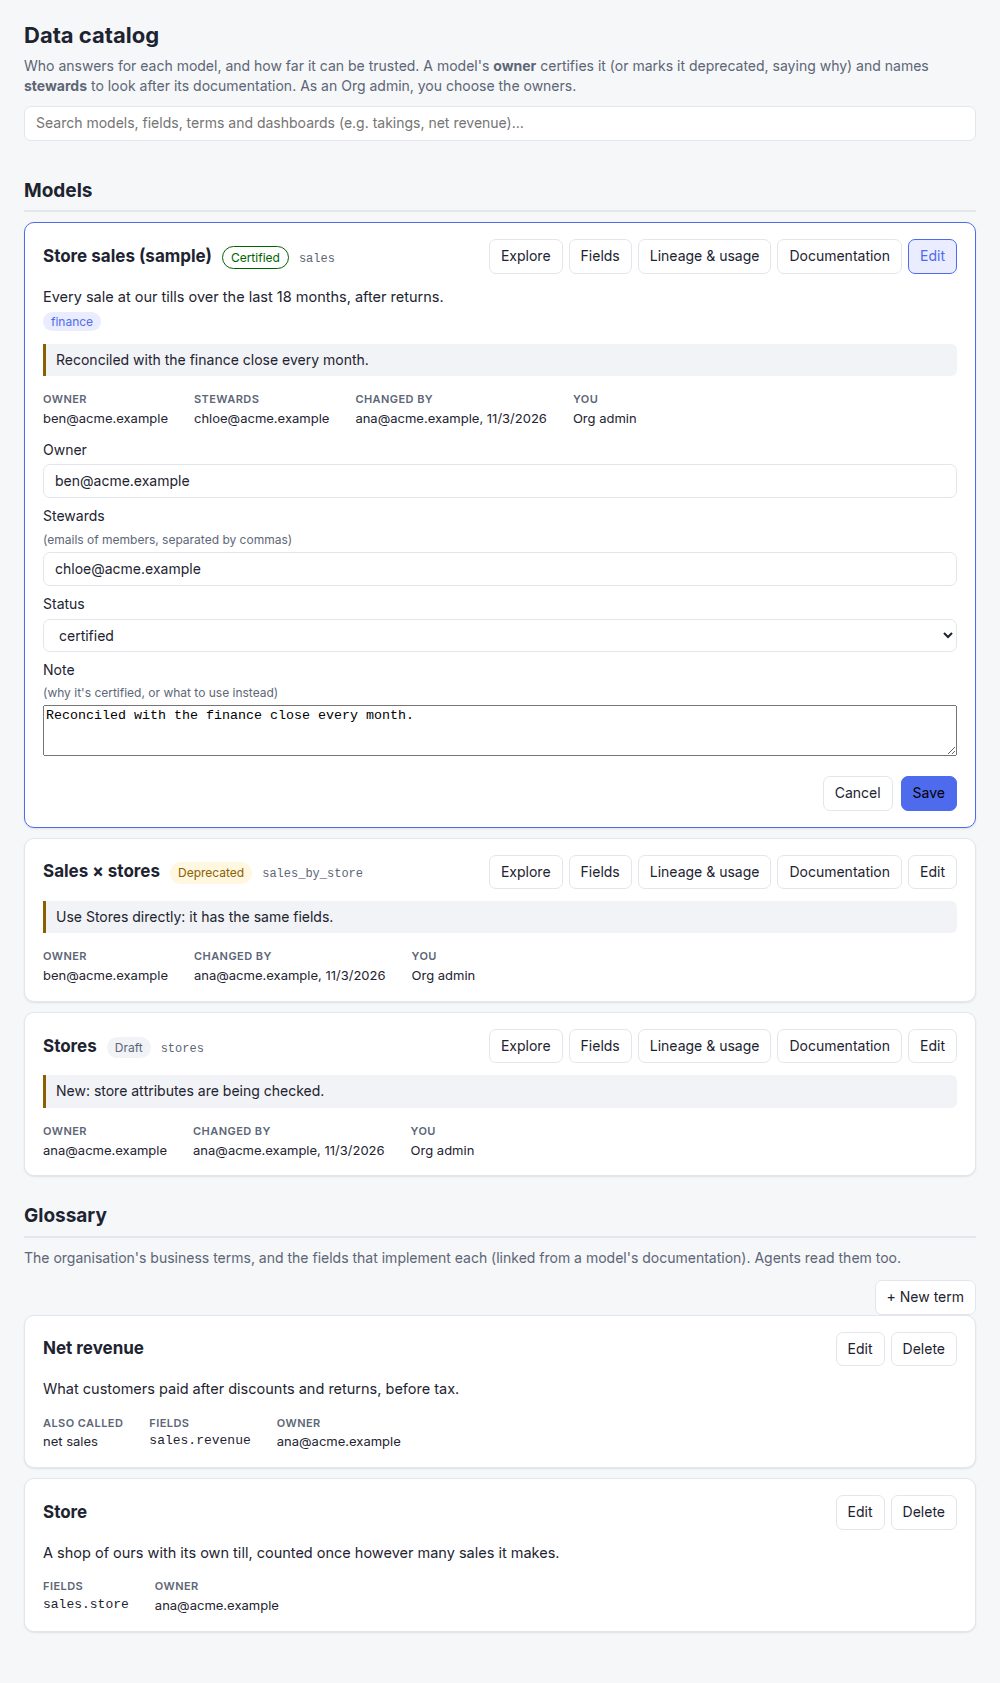 Data catalog
Who answers for each model, and how far it can be trusted. A model's owner certifies it (or marks it deprecated, saying why) and names
stewards to look after its documentation. As an Org admin, you choose the owners.
Search models, fields, terms and dashboards (e.g. takings, net revenue)...
Models
Store sales (sample) Certified sales Explore Fields Lineage & usage Documentation Edit
Every sale at our tills over the last 18 months, after returns.
finance
Reconciled with the finance close every month.
OWNER STEWARDS CHANGED BY YOU
ben@acme.example chloe@acme.example ana@acme.example, 11/3/2026 Org admin
Owner
ben@acme.example
Stewards
(emails of members, separated by commas)
chloe@acme.example
Status
certified
Note
(why it's certified, or what to use instead)
Reconciled with the finance close every month.
Cancel Save
Sales × stores Deprecated sales_by_store Explore Fields Lineage & usage Documentation Edit
Use Stores directly: it has the same fields.
OWNER CHANGED BY YOU
ben@acme.example ana@acme.example, 11/3/2026 Org admin
Stores Draft stores Explore Fields Lineage & usage Documentation Edit
New: store attributes are being checked.
OWNER CHANGED BY YOU
ana@acme.example ana@acme.example, 11/3/2026 Org admin
Glossary
The organisation's business terms, and the fields that implement each (linked from a model's documentation). Agents read them too.
+ New term
Net revenue Edit Delete
What customers paid after discounts and returns, before tax.
ALSO CALLED FIELDS OWNER
net sales sales.revenue ana@acme.example
Store Edit Delete
A shop of ours with its own till, counted once however many sales it makes.
FIELDS OWNER
sales.store ana@acme.example